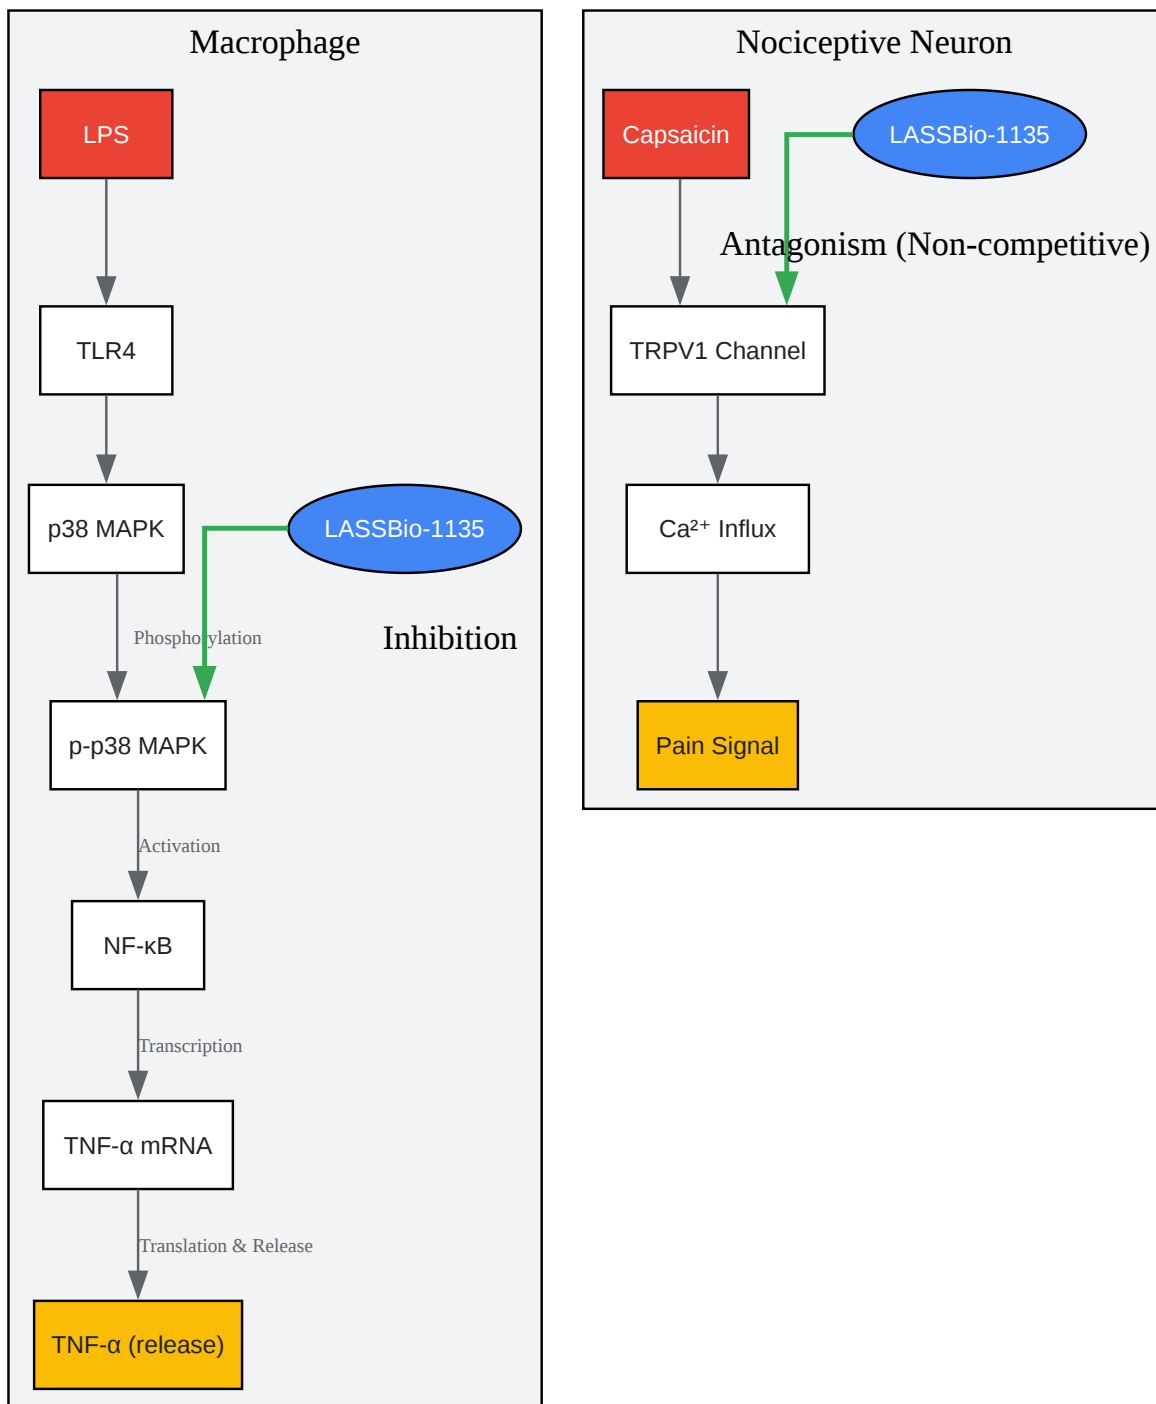 Macrophage
LPS
TLR4
p38 MAPK
LASSBio-1135
Phosphorylation
Inhibition
p-p38 MAPK
Activation
NF-κB
Transcription
TNF-α mRNA
Translation & Release
TNF-α (release)
Nociceptive Neuron
Capsaicin
LASSBio-1135
Antagonism (Non-competitive)
TRPV1 Channel
Ca²⁺ Influx
Pain Signal